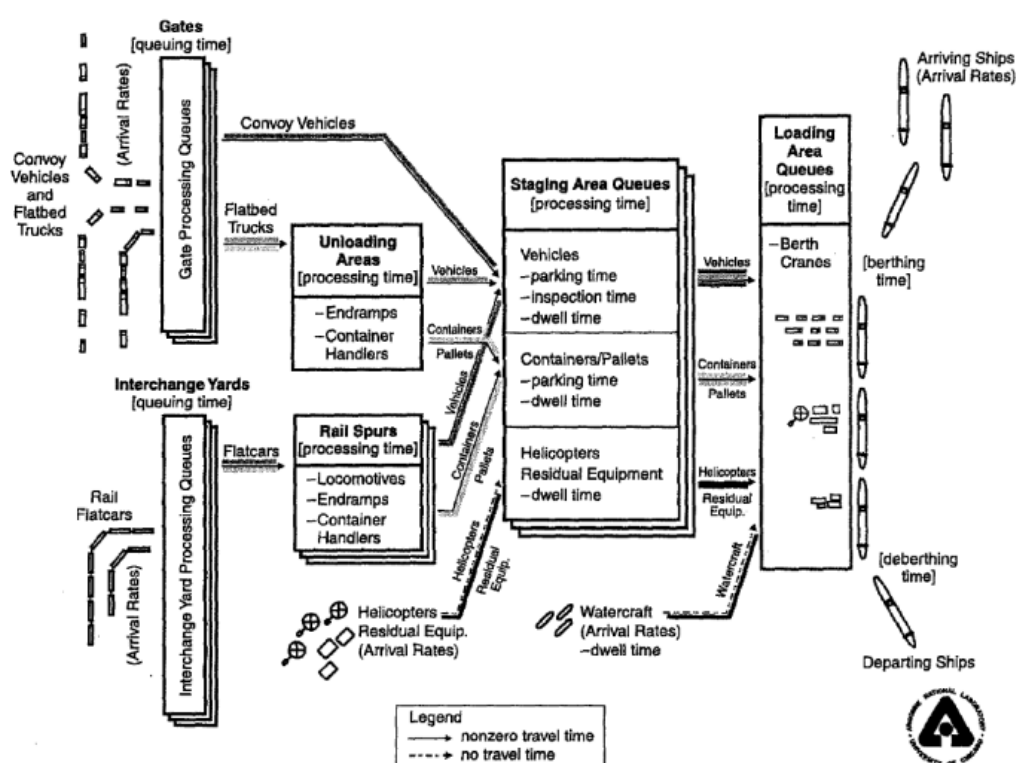 Gates
[queuing time]
(Arrival Rates)
Gate Processing Queues
Convoy
Vehicles
and
Flatbed
Trucks
Convoy Vehicles
Flatbed
Trucks
Unloading
Areas
[processing time]
–Endramps
–Container
Handlers
Vehicles
Containers
Pallets
Interchange Yards
[queuing time]
Interchange Yard Processing Queues
Rail
Flatcars
(Arrival Rates)
Flatcars
Rail Spurs
[processing time]
–Locomotives
–Endramps
–Container
Handlers
Vehicles
Containers
Pallets
Helicopters
Residual
Equip.
Helicopters
Residual Equip.
(Arrival Rates)
Staging Area Queues
[processing time]
Vehicles
–parking time
–inspection time
–dwell time
Containers/Pallets
–parking time
–dwell time
Helicopters
Residual Equipment
–dwell time
Vehicles
Containers
Pallets
Helicopters
Residual
Equip.
Watercraft
Watercraft
(Arrival Rates)
–dwell time
Loading
Area
Queues
[processing
time]
–Berth
Cranes
Arriving Ships
(Arrival Rates)
[berthing
time]
[deberthing
time]
Departing Ships
Legend
nonzero travel time
no travel time
ARGONNE NATIONAL LABORATORY
UNIVERSITY OF CHICAGO